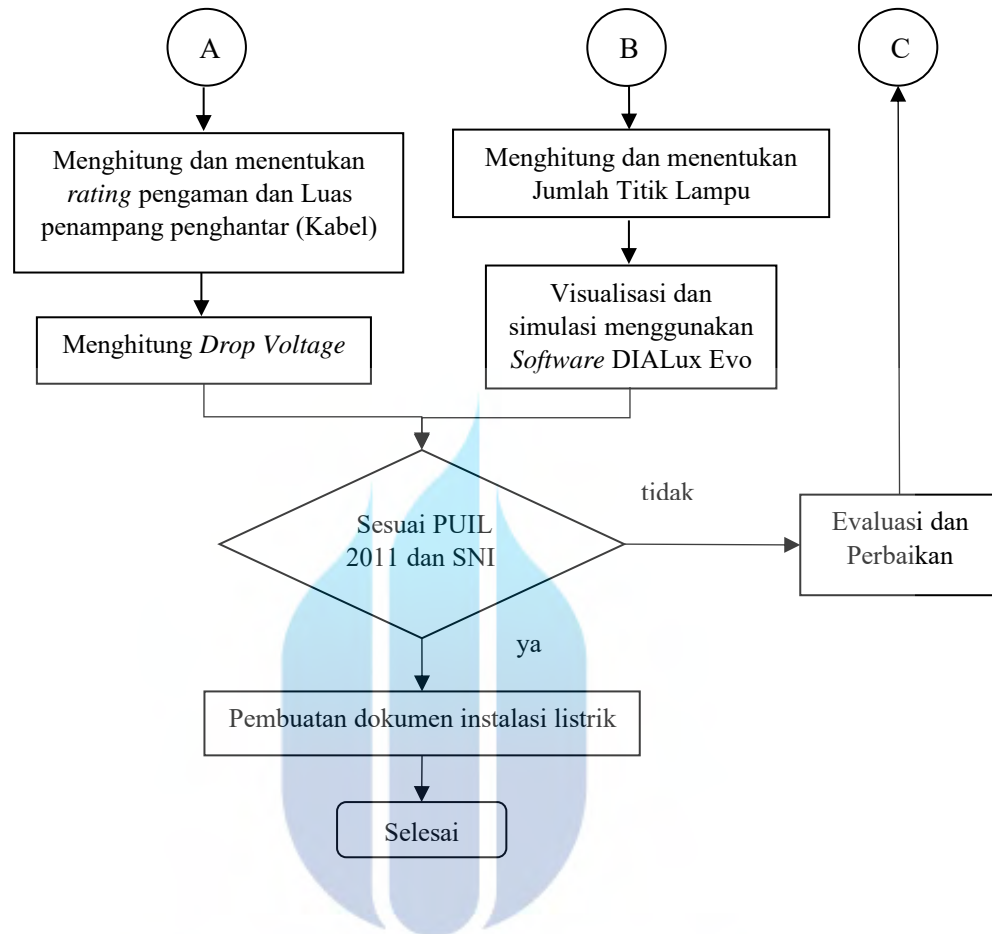 A
B
C
Menghitung dan menentukan
rating pengaman dan Luas
penampang penghantar (Kabel)
Menghitung dan menentukan
Jumlah Titik Lampu
Menghitung Drop Voltage
Visualisasi dan
simulasi menggunakan
Software DIALux Evo
Sesuai PUIL
2011 dan SNI
tidak
Evaluasi dan
Perbaikan
ya
Pembuatan dokumen instalasi listrik
Selesai